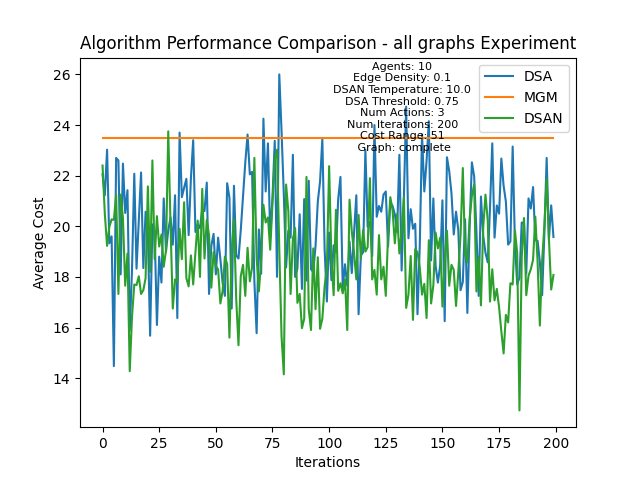 Algorithm Performance Comparison - all graphs Experiment
Agents: 10
Edge Density: 0.1
DSAN Temperature: 10.0
DSA Threshold: 0.75
Num Actions: 3
Num Iterations: 200
Cost Range: 51
Graph: complete
DSA
MGM
DSAN
Average Cost
26
24
22
20
18
16
14
0
25
50
75
100
125
150
175
200
Iterations